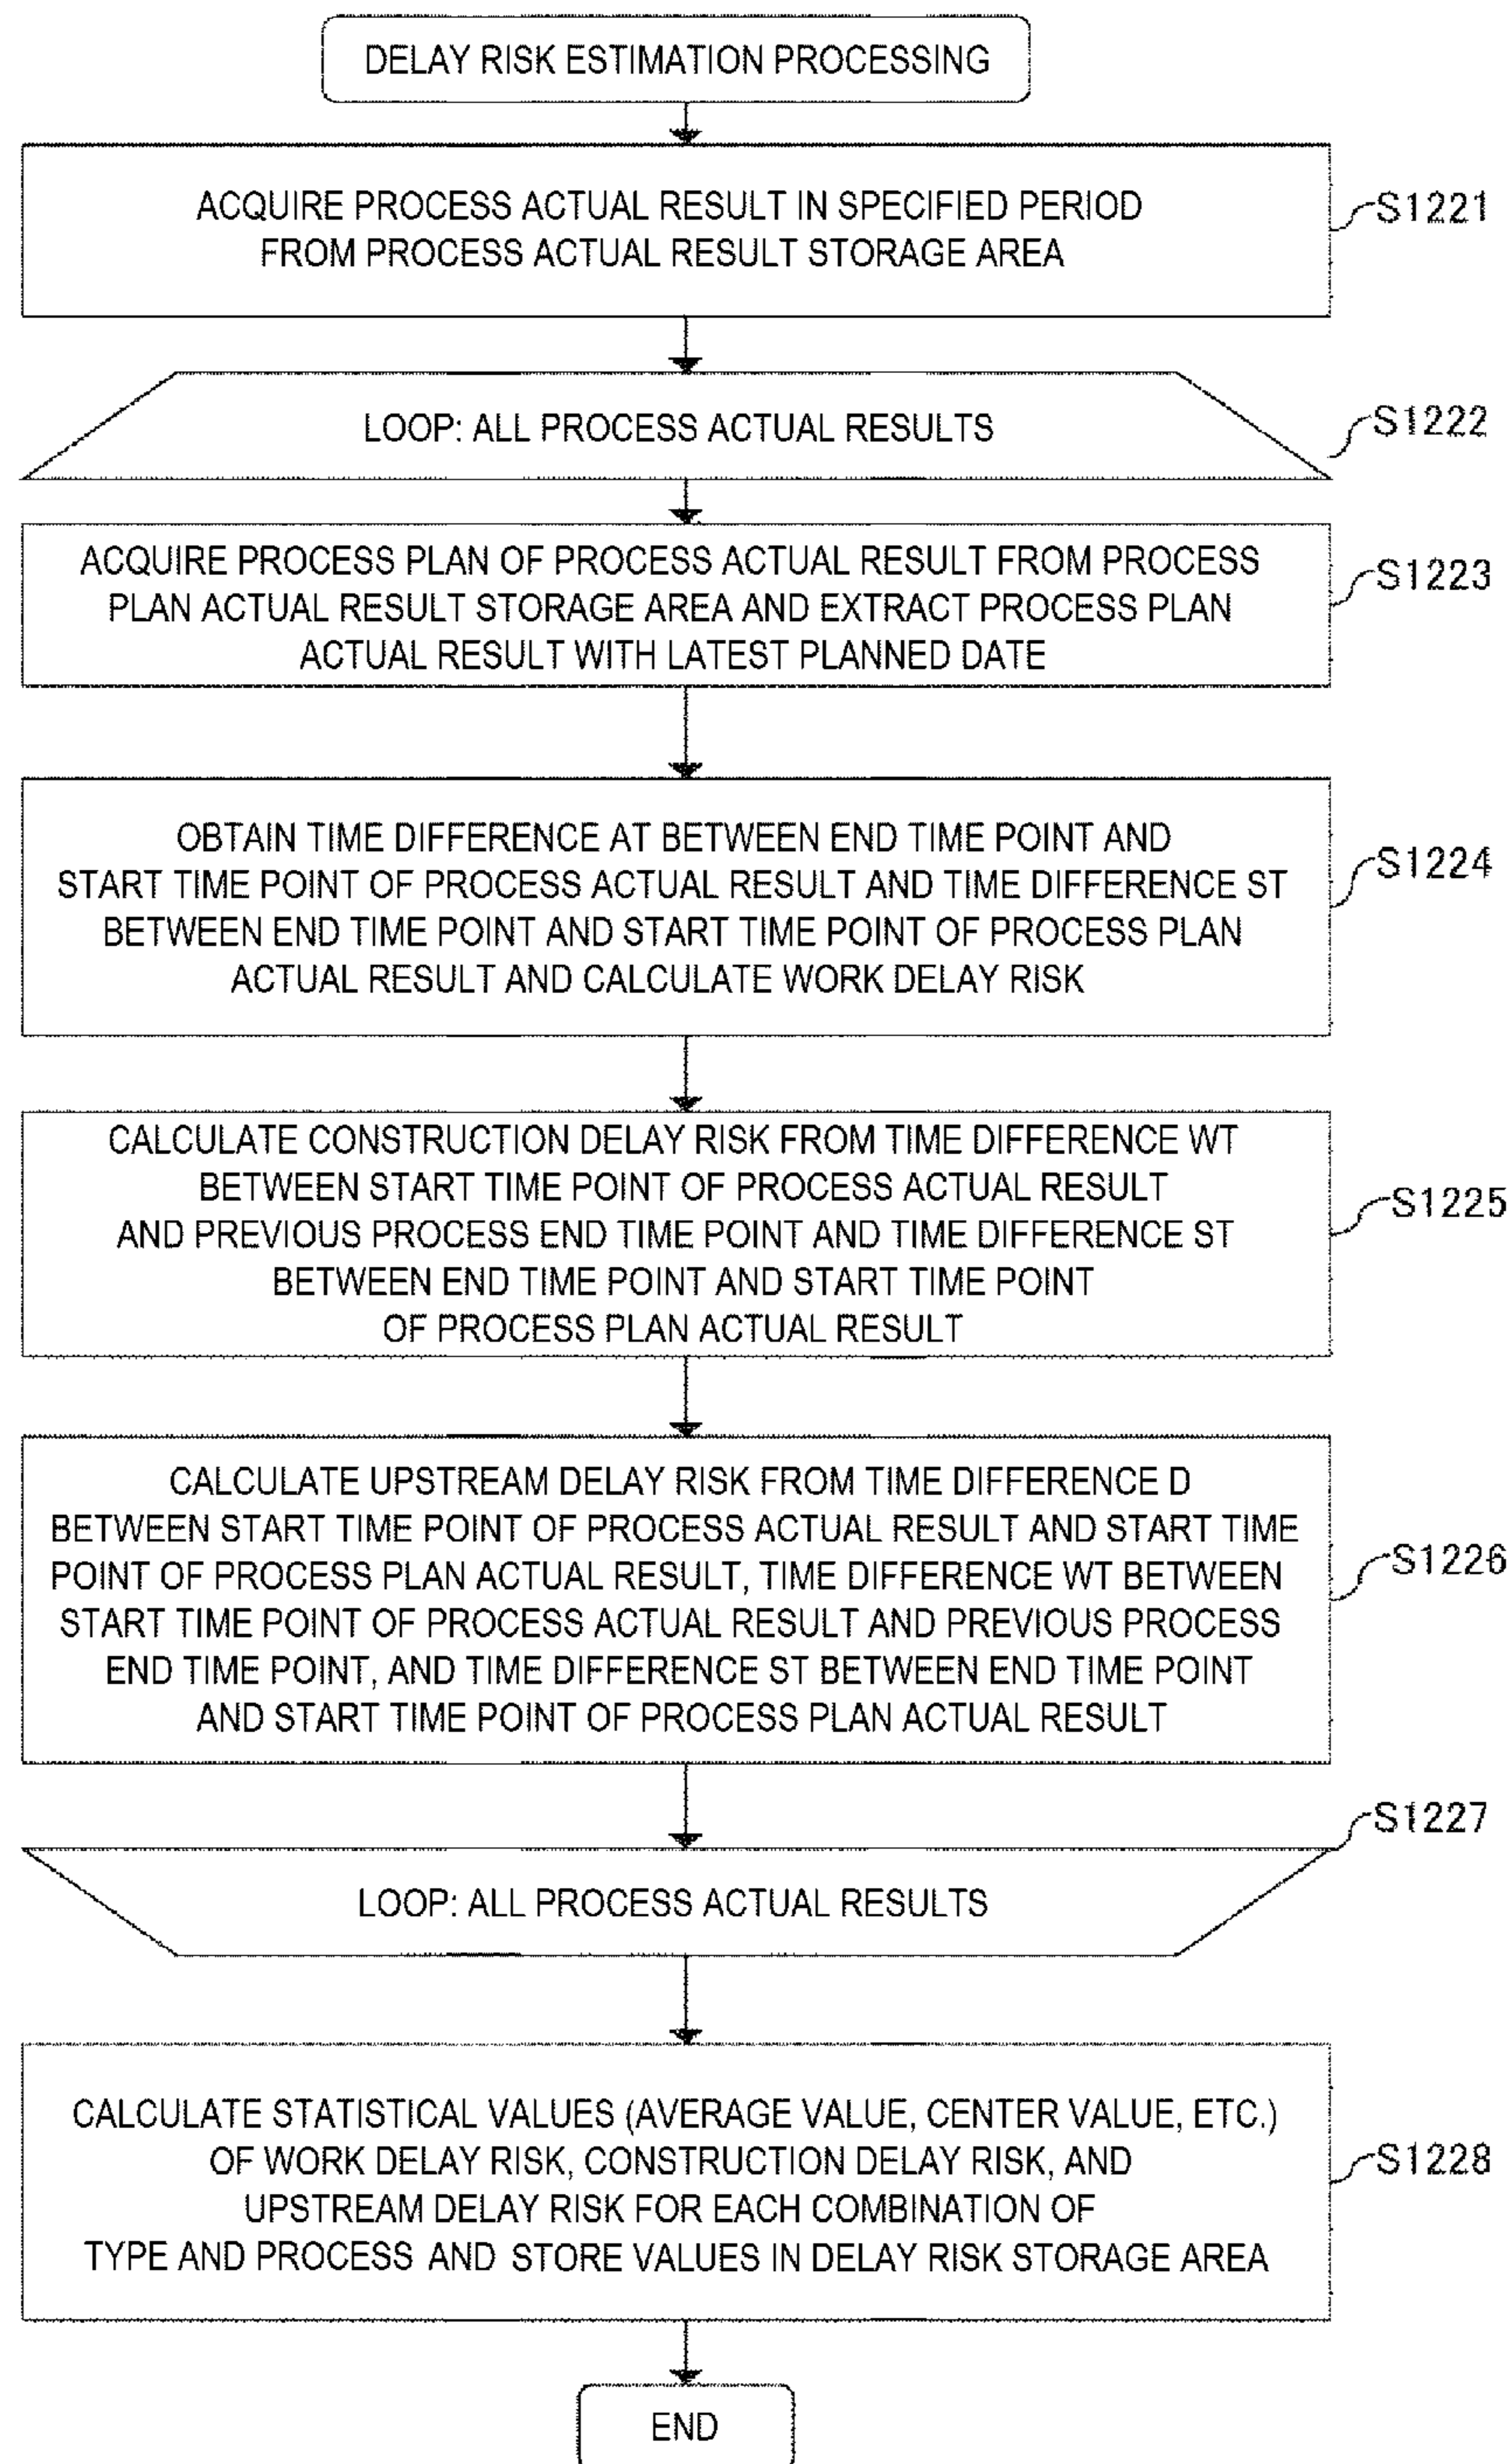 DELAY RISK ESTIMATION PROCESSING
ACQUIRE PROCESS ACTUAL RESULT IN SPECIFIED PERIOD
FROM PROCESS ACTUAL RESULT STORAGE AREA
S1221
LOOP: ALL PROCESS ACTUAL RESULTS
S1222
ACQUIRE PROCESS PLAN OF PROCESS ACTUAL RESULT FROM PROCESS
PLAN ACTUAL RESULT STORAGE AREA AND EXTRACT PROCESS PLAN
ACTUAL RESULT WITH LATEST PLANNED DATE
S1223
OBTAIN TIME DIFFERENCE AT BETWEEN END TIME POINT AND
START TIME POINT OF PROCESS ACTUAL RESULT AND TIME DIFFERENCE ST
BETWEEN END TIME POINT AND START TIME POINT OF PROCESS PLAN
ACTUAL RESULT AND CALCULATE WORK DELAY RISK
S1224
CALCULATE CONSTRUCTION DELAY RISK FROM TIME DIFFERENCE WT
BETWEEN START TIME POINT OF PROCESS ACTUAL RESULT
AND PREVIOUS PROCESS END TIME POINT AND TIME DIFFERENCE ST
BETWEEN END TIME POINT AND START TIME POINT
OF PROCESS PLAN ACTUAL RESULT
S1225
CALCULATE UPSTREAM DELAY RISK FROM TIME DIFFERENCE D
BETWEEN START TIME POINT OF PROCESS ACTUAL RESULT AND START TIME
POINT OF PROCESS PLAN ACTUAL RESULT, TIME DIFFERENCE WT BETWEEN
START TIME POINT OF PROCESS ACTUAL RESULT AND PREVIOUS PROCESS
END TIME POINT, AND TIME DIFFERENCE ST BETWEEN END TIME POINT
AND START TIME POINT OF PROCESS PLAN ACTUAL RESULT
S1226
S1227
LOOP: ALL PROCESS ACTUAL RESULTS
CALCULATE STATISTICAL VALUES (AVERAGE VALUE, CENTER VALUE, ETC.)
OF WORK DELAY RISK, CONSTRUCTION DELAY RISK, AND
UPSTREAM DELAY RISK FOR EACH COMBINATION OF
TYPE AND PROCESS AND STORE VALUES IN DELAY RISK STORAGE AREA
S1228
END